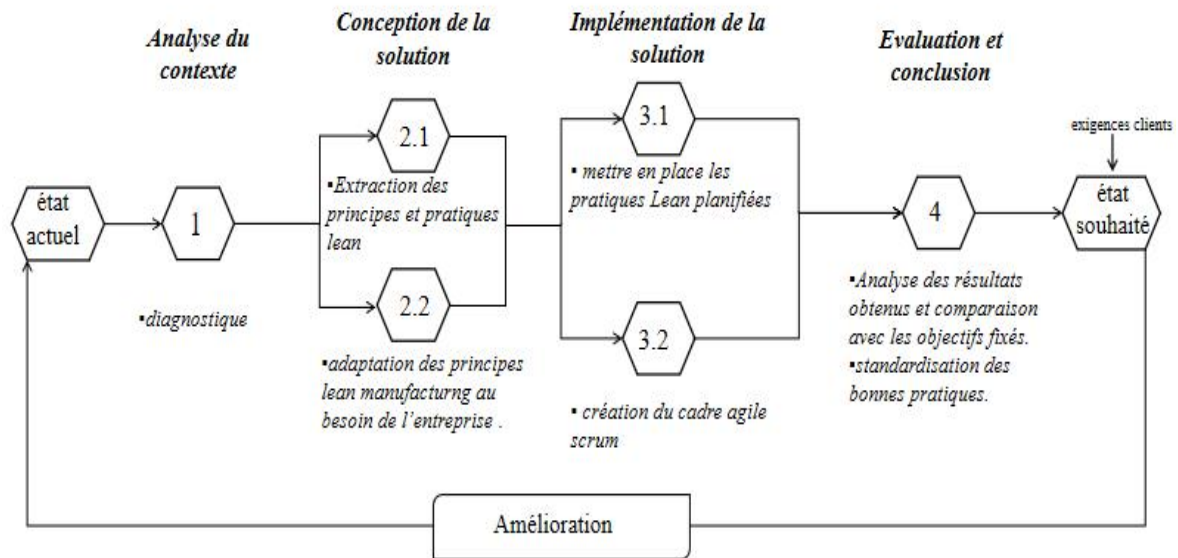 Analyse du
contexte
Conception de la
solution
Implémentation de la
solution
Evaluation et
conclusion
état
actuel
1
▪diagnostique
2.1
▪Extraction des
principes et pratiques
lean
2.2
▪adaptation des principes
lean manufacturng au
besoin de l’entreprise .
3.1
▪ mettre en place les
pratiques Lean planifiées
3.2
▪ création du cadre agile
scrum
4
▪Analyse des résultats
obtenus et comparaison
avec les objectifs fixés.
▪standardisation des
bonnes pratiques.
exigences clients
état
souhaité
Amélioration